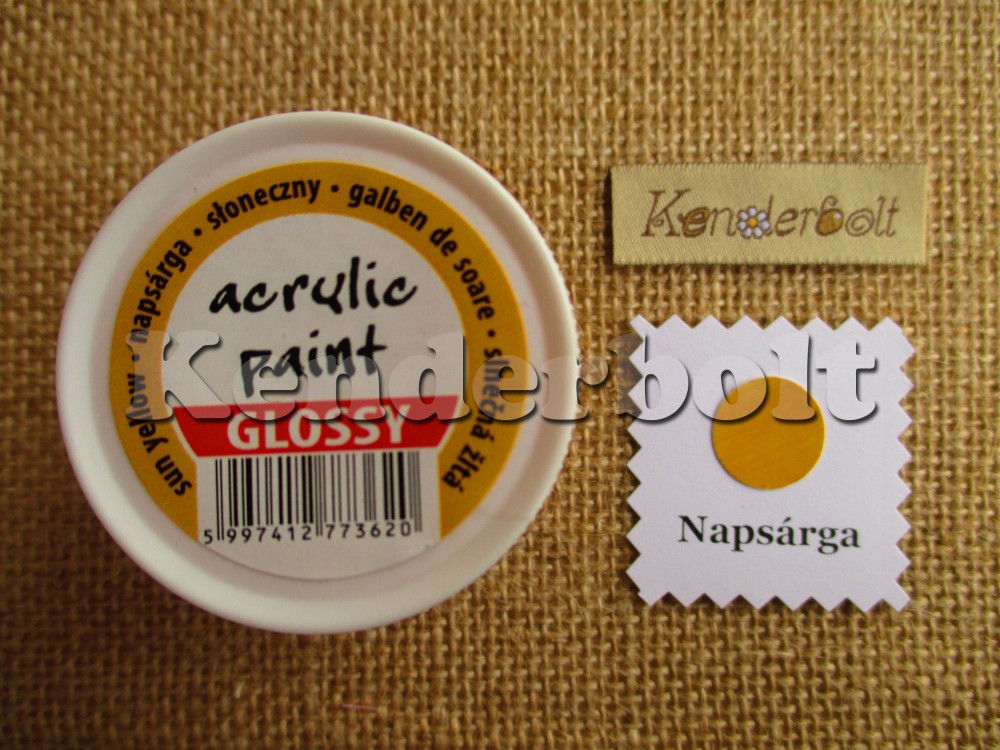 sun yellow • napsárga • słoneczny • galben de soare • slnečná žltá
acrylic
paint
GLOSSY
5 997412 773620
Kenderbolt
Kenderbolt
Napsárga